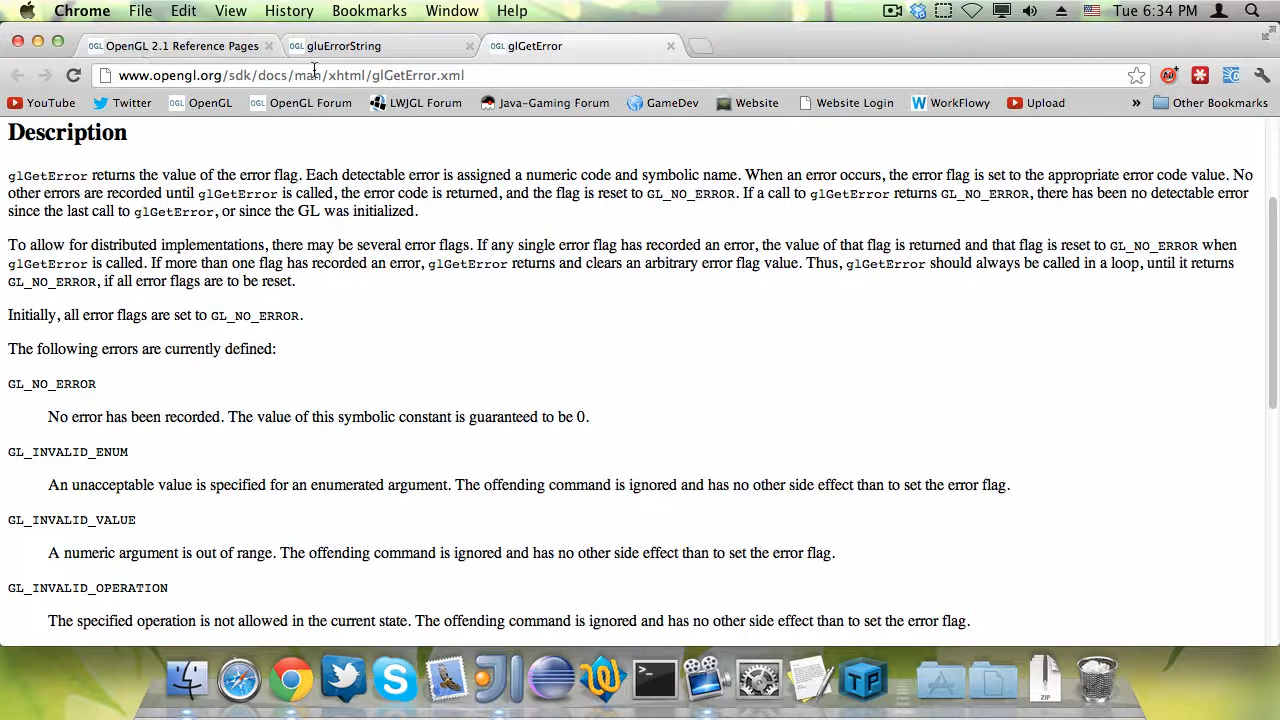 Chrome File Edit View History Bookmarks Window Help Tue 6:34 PM
OGL OpenGL 2.1 Reference Pages OGL gluErrorString OGL glGetError
www.opengl.org/sdk/docs/man/xhtml/glGetError.xml
YouTube Twitter OGL OpenGL OGL OpenGL Forum LWJGL Forum Java-Gaming Forum GameDev Website Website Login W WorkFlowy Upload » Other Bookmarks
Description
glGetError returns the value of the error flag. Each detectable error is assigned a numeric code and symbolic name. When an error occurs, the error flag is set to the appropriate error code value. No
other errors are recorded until glGetError is called, the error code is returned, and the flag is reset to GL_NO_ERROR. If a call to glGetError returns GL_NO_ERROR, there has been no detectable error
since the last call to glGetError, or since the GL was initialized.
To allow for distributed implementations, there may be several error flags. If any single error flag has recorded an error, the value of that flag is returned and that flag is reset to GL_NO_ERROR when
glGetError is called. If more than one flag has recorded an error, glGetError returns and clears an arbitrary error flag value. Thus, glGetError should always be called in a loop, until it returns
GL_NO_ERROR, if all error flags are to be reset.
Initially, all error flags are set to GL_NO_ERROR.
The following errors are currently defined:
GL_NO_ERROR
No error has been recorded. The value of this symbolic constant is guaranteed to be 0.
GL_INVALID_ENUM
An unacceptable value is specified for an enumerated argument. The offending command is ignored and has no other side effect than to set the error flag.
GL_INVALID_VALUE
A numeric argument is out of range. The offending command is ignored and has no other side effect than to set the error flag.
GL_INVALID_OPERATION
The specified operation is not allowed in the current state. The offending command is ignored and has no other side effect than to set the error flag.
TP
ZIP